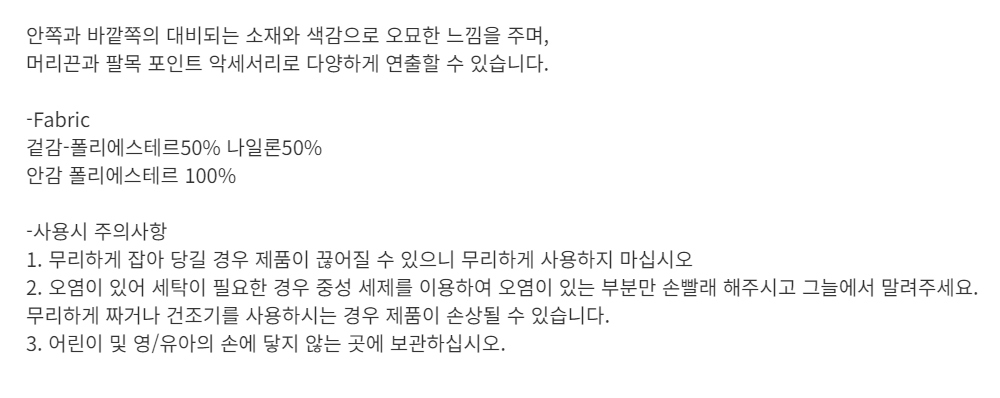 안쪽과 바깥쪽의 대비되는 소재와 색감으로 오묘한 느낌을 주며,
머리끈과 팔목 포인트 악세서리로 다양하게 연출할 수 있습니다.
-Fabric
겉감-폴리에스테르50% 나일론50%
안감 폴리에스테르 100%
-사용시 주의사항
1. 무리하게 잡아 당길 경우 제품이 끊어질 수 있으니 무리하게 사용하지 마십시오
2. 오염이 있어 세탁이 필요한 경우 중성 세제를 이용하여 오염이 있는 부분만 손빨래 해주시고 그늘에서 말려주세요.
무리하게 짜거나 건조기를 사용하시는 경우 제품이 손상될 수 있습니다.
3. 어린이 및 영/유아의 손에 닿지 않는 곳에 보관하십시오.